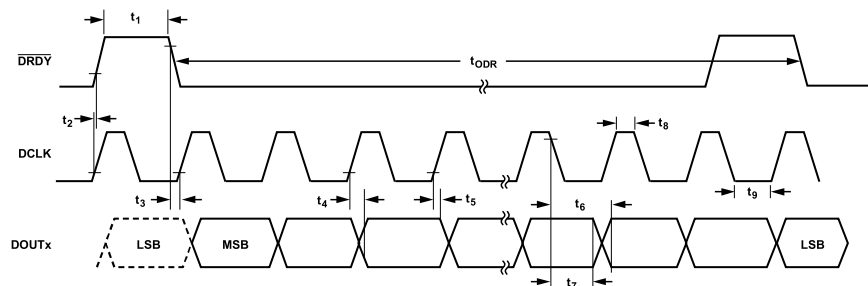 t1
DRDY
tODR
t2
t8
DCLK
t3
t4
t5
t6
t9
DOUTx
LSB
MSB
LSB
t7